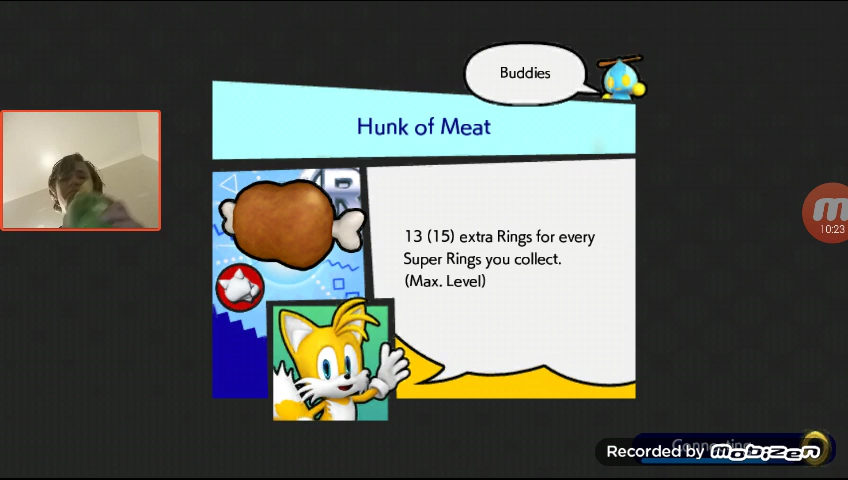 Buddies
Hunk of Meat
13 (15) extra Rings for every
Super Rings you collect.
(Max. Level)
10:23
Connecting
Recorded by mobizen